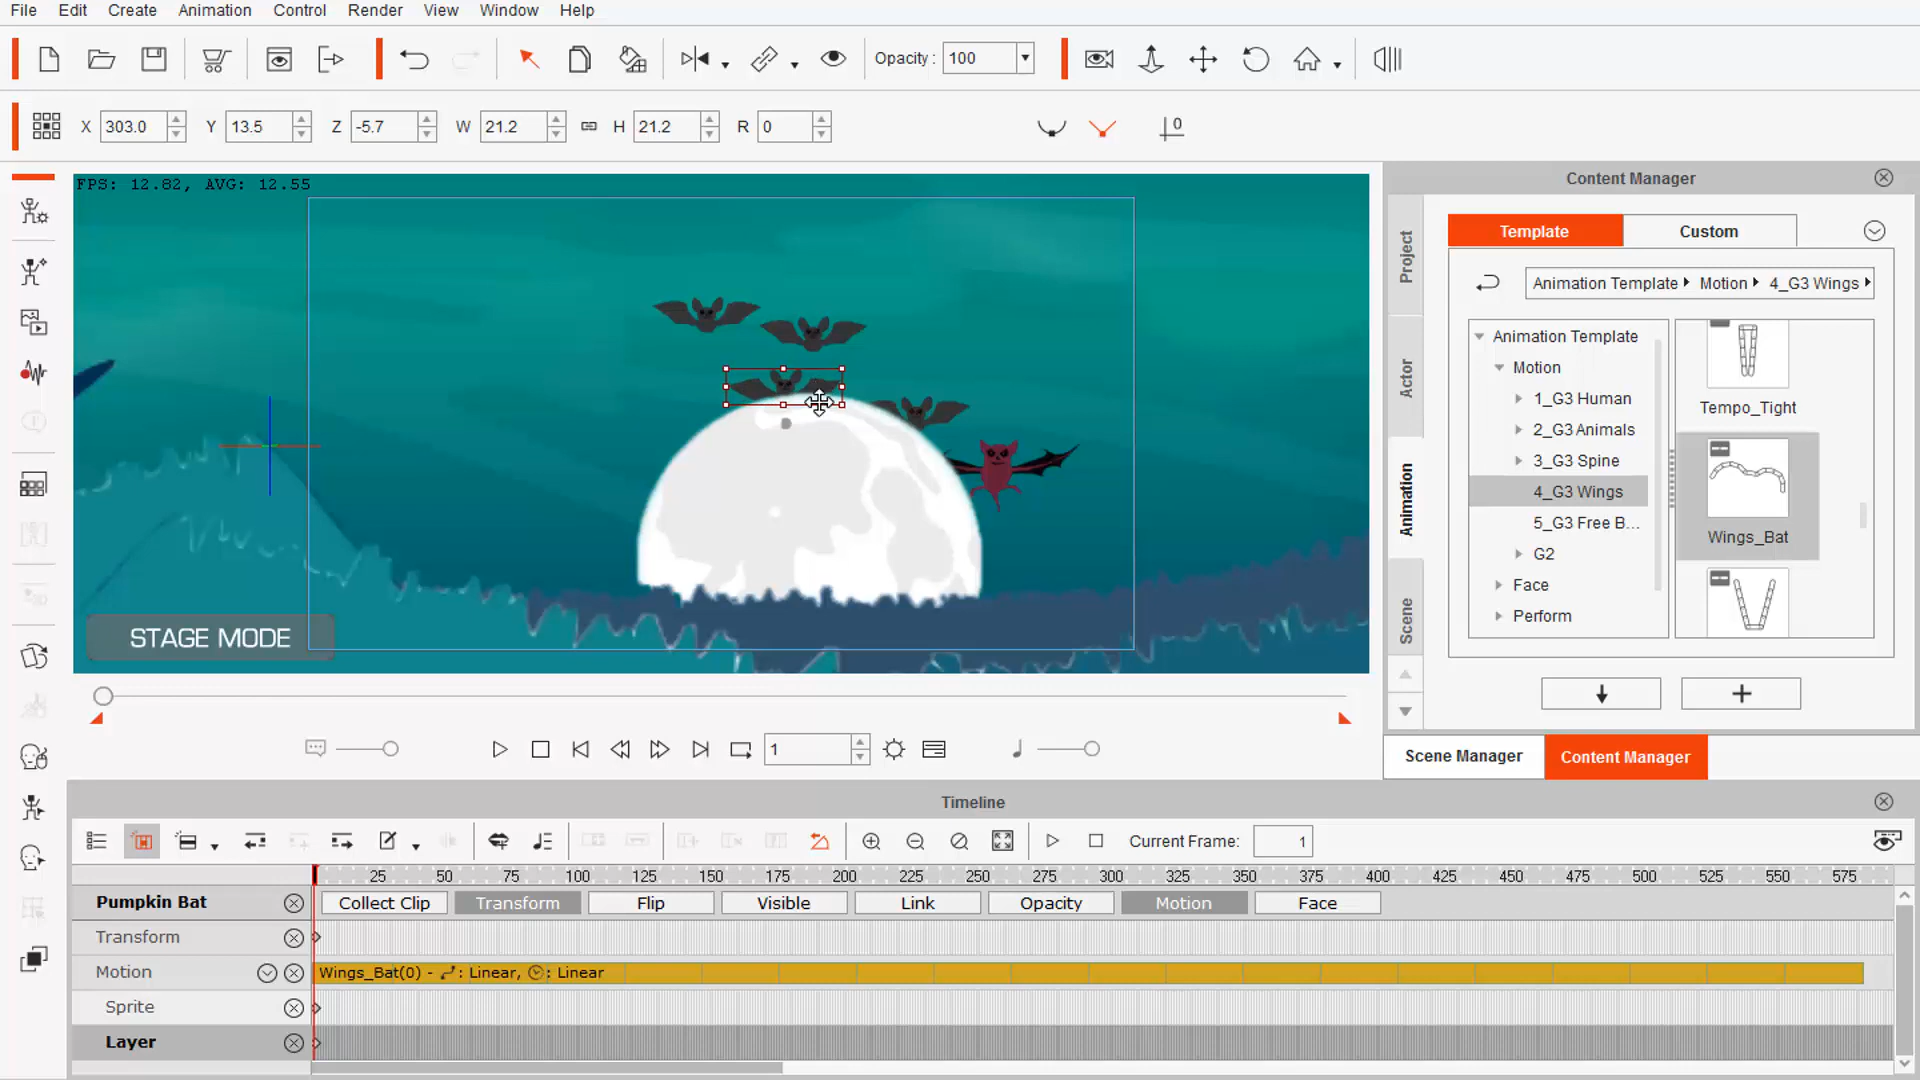 File Edit Create Animation Control Render View Window Help
Opacity : 100
X 303.0 Y 13.5 Z -5.7 W 21.2 H 21.2 R 0
0
FPS: 12.82, AVG: 12.55
STAGE MODE
Content Manager
Project
Actor
Animation
Scene
Template Custom
Animation Template Motion 4_G3 Wings
Animation Template
Motion
1_G3 Human
2_G3 Animals
3_G3 Spine
4_G3 Wings
5_G3 Free B...
G2
Face
Perform
Tempo_Tight
Wings_Bat
Scene Manager Content Manager
1
Timeline
Current Frame: 1
25 50 75 100 125 150 175 200 225 250 275 300 325 350 375 400 425 450 475 500 525 550 575
Pumpkin Bat Collect Clip Transform Flip Visible Link Opacity Motion Face
Transform
Motion Wings_Bat(0) - : Linear, : Linear
Sprite
Layer